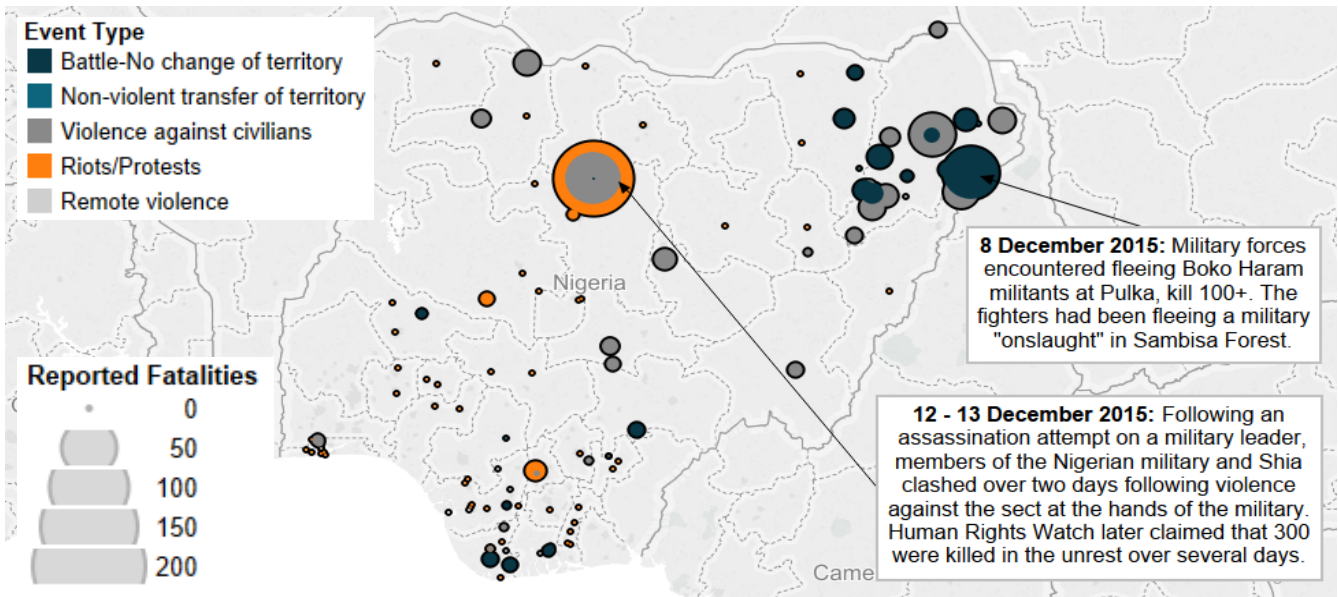 Event Type
Battle-No change of territory
Non-violent transfer of territory
Violence against civilians
Riots/Protests
Remote violence
Nigeria
8 December 2015: Military forces
encountered fleeing Boko Haram
militants at Pulka, kill 100+. The
fighters had been fleeing a military
"onslaught" in Sambisa Forest.
Reported Fatalities
0
50
100
150
200
12 - 13 December 2015: Following an
assassination attempt on a military leader,
members of the Nigerian military and Shia
clashed over two days following violence
against the sect at the hands of the military.
Human Rights Watch later claimed that 300
were killed in the unrest over several days.
Came